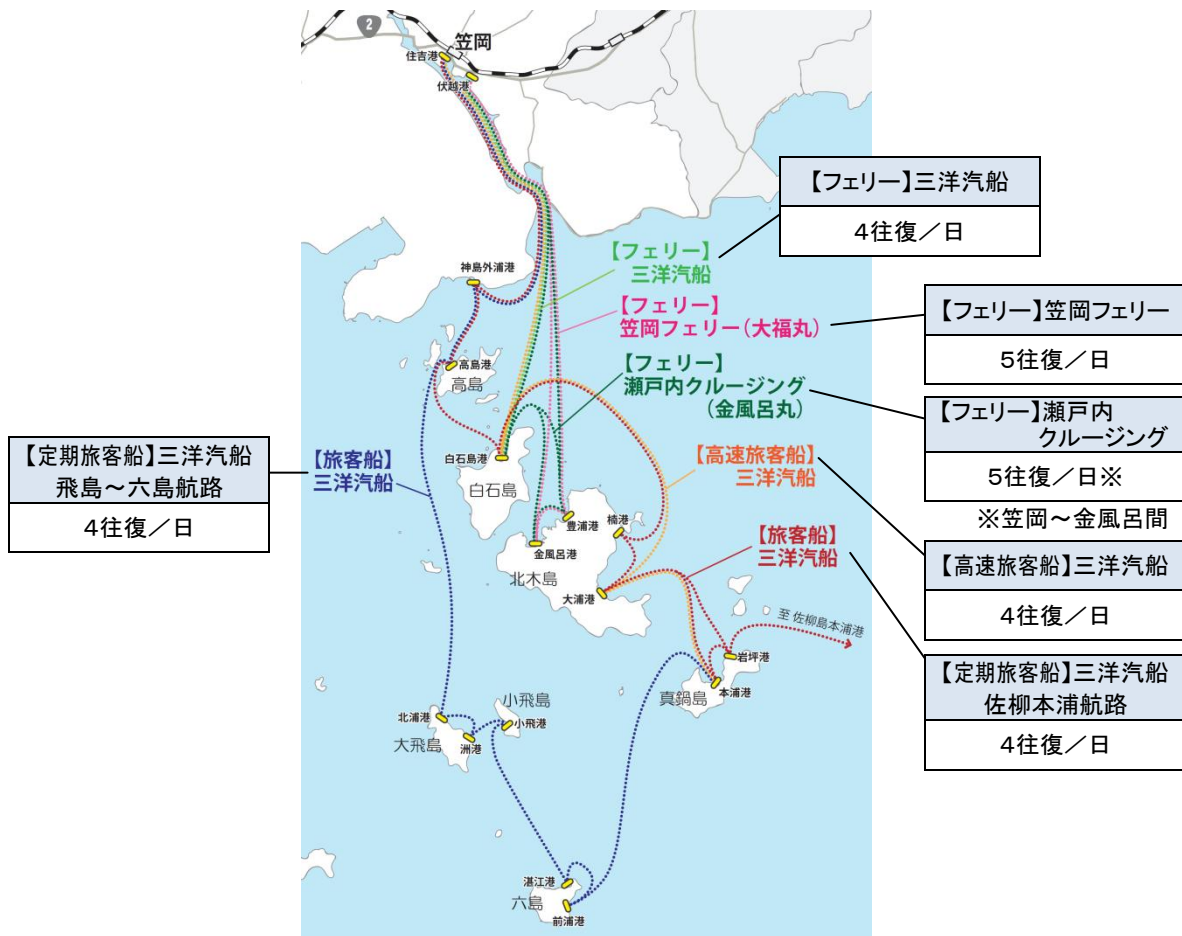 2
笠岡
住吉港
伏越港
【フェリー】三洋汽船
4往復／日
【フェリー】
三洋汽船
神島外浦港
【フェリー】
笠岡フェリー(大福丸)
【フェリー】笠岡フェリー
5往復／日
高島港
高島
【フェリー】
瀬戸内クルージング
(金風呂丸)
【フェリー】瀬戸内
クルージング
5往復／日※
※笠岡～金風呂間
【定期旅客船】三洋汽船
飛島～六島航路
4往復／日
【旅客船】
三洋汽船
白石島港
白石島
【高速旅客船】
三洋汽船
豊浦港
楠港
金風呂港
北木島
大浦港
【旅客船】
三洋汽船
【高速旅客船】三洋汽船
4往復／日
至 佐柳島本浦港
岩坪港
本浦港
真鍋島
【定期旅客船】三洋汽船
佐柳本浦航路
4往復／日
小飛島
小飛港
北浦港
大飛島
洲港
湛江港
六島
前浦港